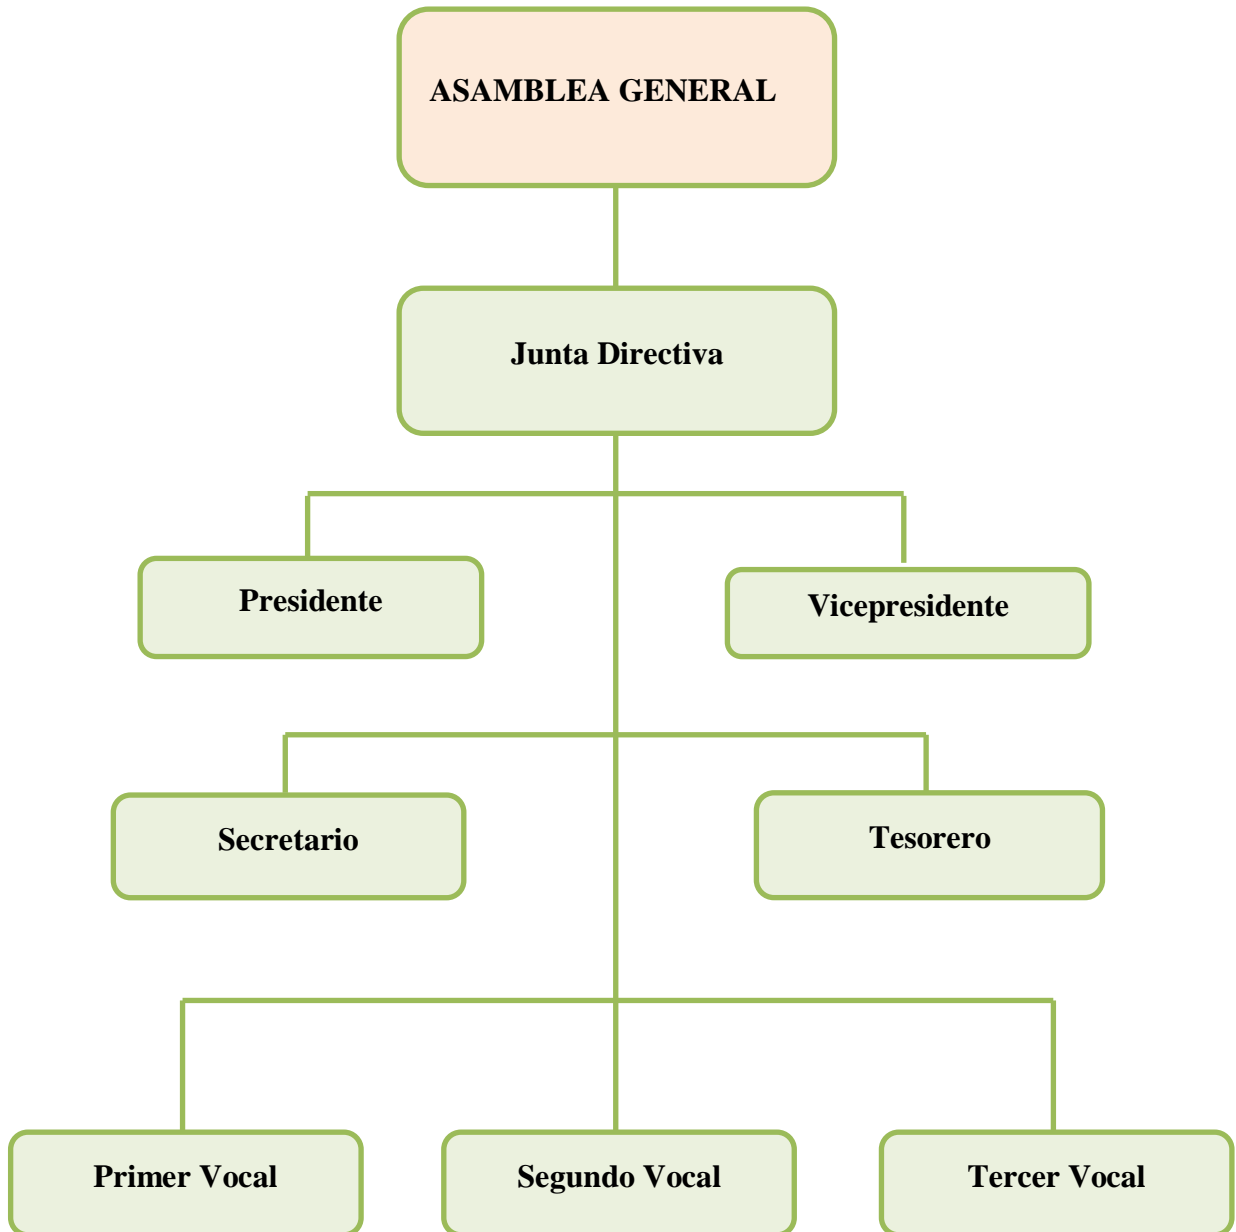 ASAMBLEA GENERAL
Junta Directiva
Presidente
Vicepresidente
Secretario
Tesorero
Primer Vocal
Segundo Vocal
Tercer Vocal